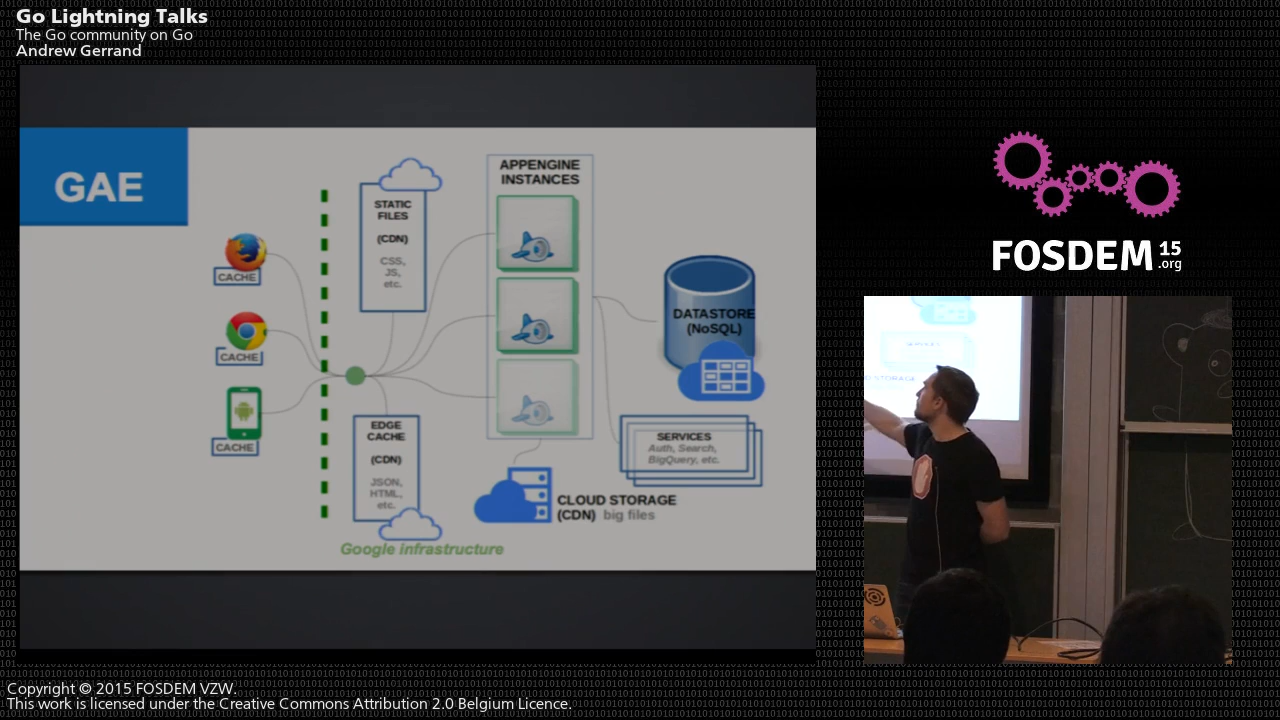 Go Lightning Talks
The Go community on Go
Andrew Gerrand
GAE
CACHE
CACHE
CACHE
STATIC
FILES
(CDN)
CSS,
JS,
etc.
EDGE
CACHE
(CDN)
JSON,
HTML,
etc.
Google infrastructure
APPENGINE
INSTANCES
DATASTORE
(NoSQL)
SERVICES
Auth, Search,
BigQuery, etc.
CLOUD STORAGE
(CDN) big files
FOSDEM 15
.org
Copyright © 2015 FOSDEM VZW.
This work is licensed under the Creative Commons Attribution 2.0 Belgium Licence.